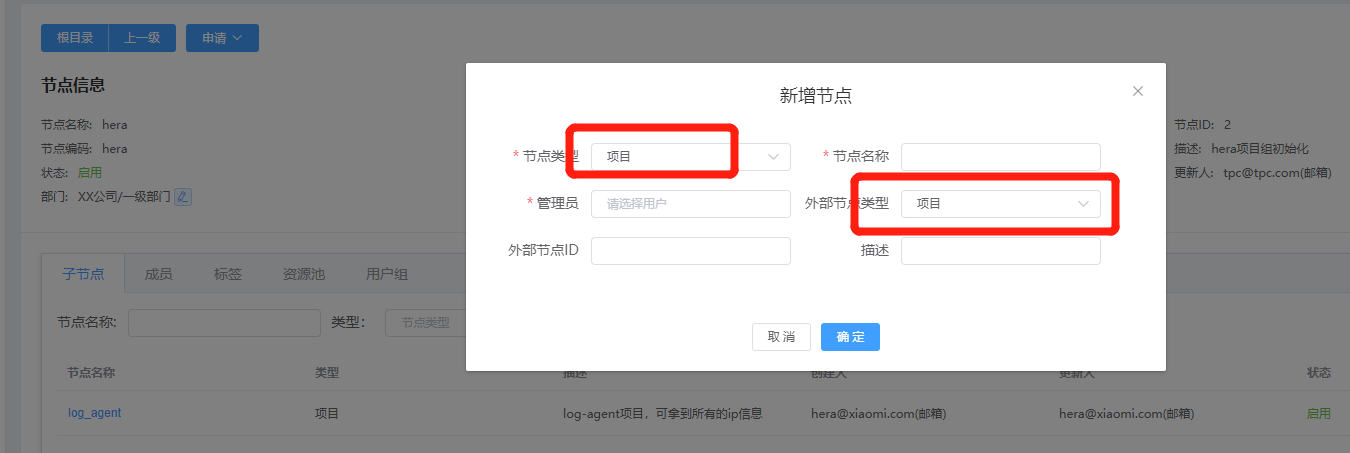 根目录 上一级 申请
节点信息
节点名称: hera
节点编码: hera
状态: 启用
部门: XX公司/一级部门
新增节点
* 节点类型 项目 * 节点名称
* 管理员 请选择用户 外部节点类型 项目
外部节点ID 描述
取消 确定
节点ID: 2
描述: hera项目组初始化
更新人: tpc@tpc.com(邮箱)
子节点 成员 标签 资源池 用户组
节点名称: 类型: 节点类型
节点名称 类型 描述 创建人 更新人 状态
log_agent 项目 log-agent项目，可拿到所有的ip信息 hera@xiaomi.com(邮箱) hera@xiaomi.com(邮箱) 启用